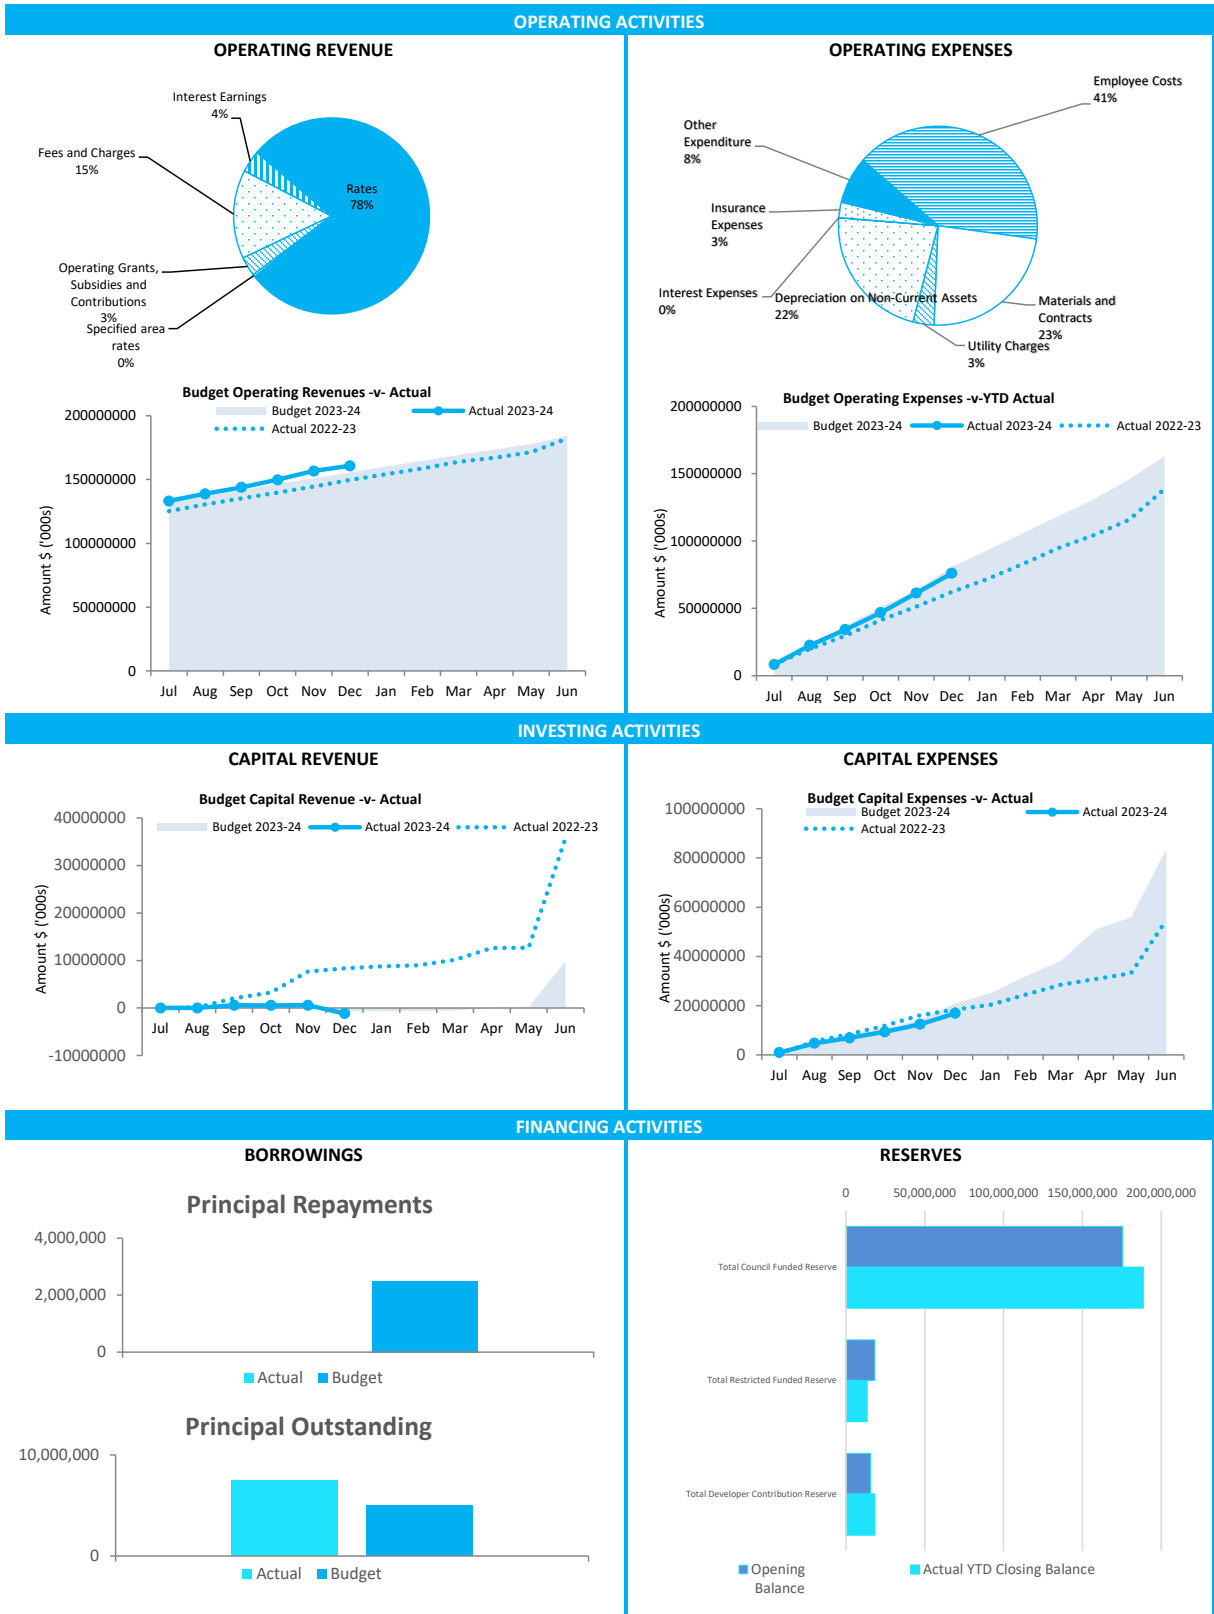 OPERATING ACTIVITIES
OPERATING REVENUE
Interest Earnings
4%
Fees and Charges
15%
Rates
78%
Operating Grants,
Subsidies and
Contributions
3%
Specified area
rates
0%
Budget Operating Revenues -v- Actual
Budget 2023-24
Actual 2023-24
Actual 2022-23
Amount $ ('000s)
200000000
150000000
100000000
50000000
0
Jul Aug Sep Oct Nov Dec Jan Feb Mar Apr May Jun
OPERATING EXPENSES
Employee Costs
41%
Other
Expenditure
8%
Insurance
Expenses
3%
Interest Expenses
0%
Depreciation on Non-Current Assets
22%
Materials and
Contracts
23%
Utility Charges
3%
Budget Operating Expenses -v-YTD Actual
Budget 2023-24 Actual 2023-24 Actual 2022-23
Amount $ ('000s)
200000000
150000000
100000000
50000000
0
Jul Aug Sep Oct Nov Dec Jan Feb Mar Apr May Jun
INVESTING ACTIVITIES
CAPITAL REVENUE
Budget Capital Revenue -v- Actual
Budget 2023-24 Actual 2023-24 Actual 2022-23
Amount $ ('000s)
40000000
30000000
20000000
10000000
0
-10000000
Jul Aug Sep Oct Nov Dec Jan Feb Mar Apr May Jun
CAPITAL EXPENSES
Budget Capital Expenses -v- Actual
Budget 2023-24
Actual 2023-24
Actual 2022-23
Amount $ ('000s)
100000000
80000000
60000000
40000000
20000000
0
Jul Aug Sep Oct Nov Dec Jan Feb Mar Apr May Jun
FINANCING ACTIVITIES
BORROWINGS
Principal Repayments
4,000,000
2,000,000
0
Actual Budget
Principal Outstanding
10,000,000
0
Actual Budget
RESERVES
0 50,000,000 100,000,000 150,000,000 200,000,000
Total Council Funded Reserve
Total Restricted Funded Reserve
Total Developer Contribution Reserve
Opening
Balance
Actual YTD Closing Balance